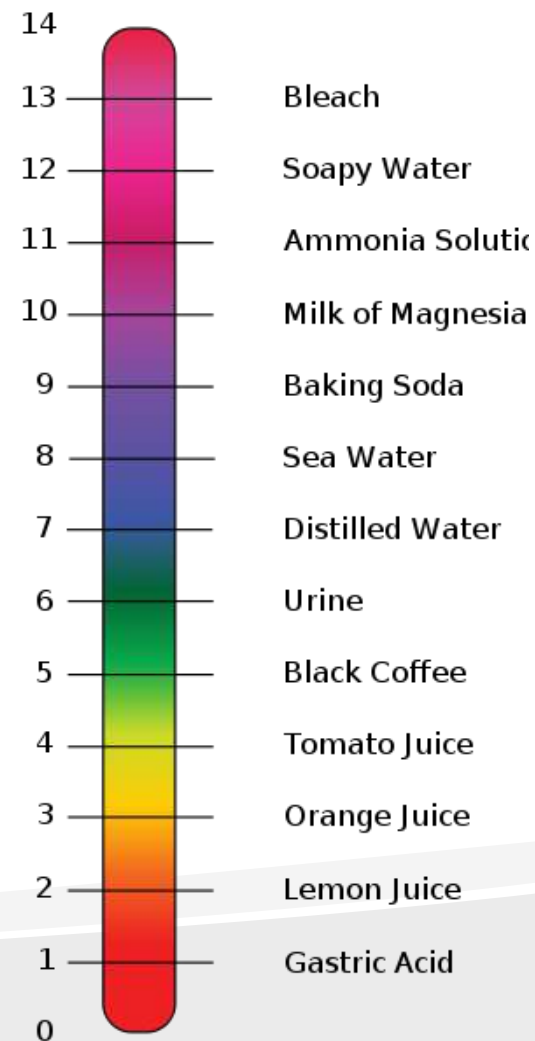 14
13 Bleach
12 Soapy Water
11 Ammonia Solutic
10 Milk of Magnesia
9 Baking Soda
8 Sea Water
7 Distilled Water
6 Urine
5 Black Coffee
4 Tomato Juice
3 Orange Juice
2 Lemon Juice
1 Gastric Acid
0